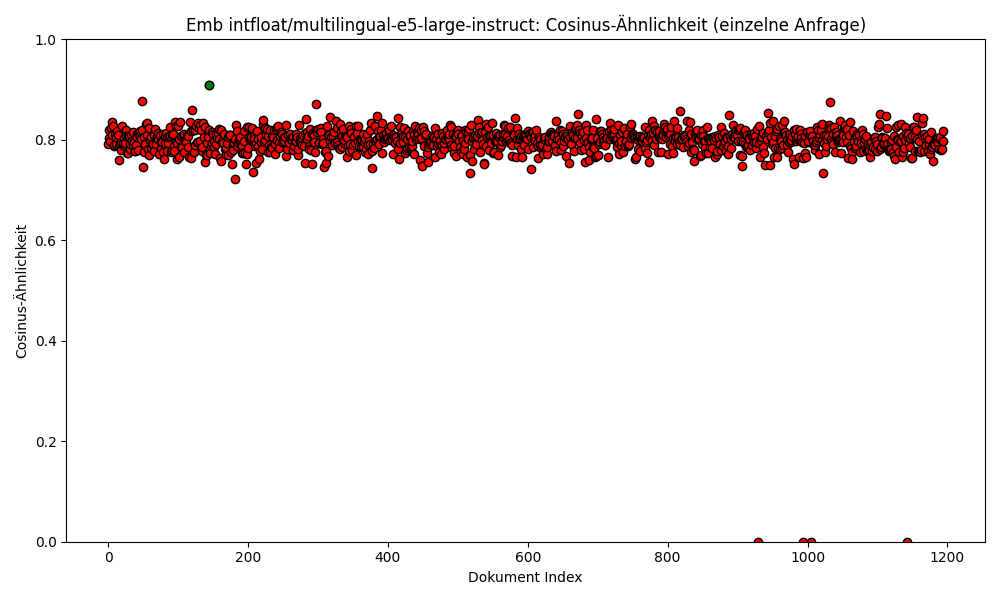 Emb intfloat/multilingual-e5-large-instruct: Cosinus-Ähnlichkeit (einzelne Anfrage)
1.0
0.8
0.6
0.4
0.2
0.0
Cosinus-Ähnlichkeit
0 200 400 600 800 1000 1200
Dokument Index